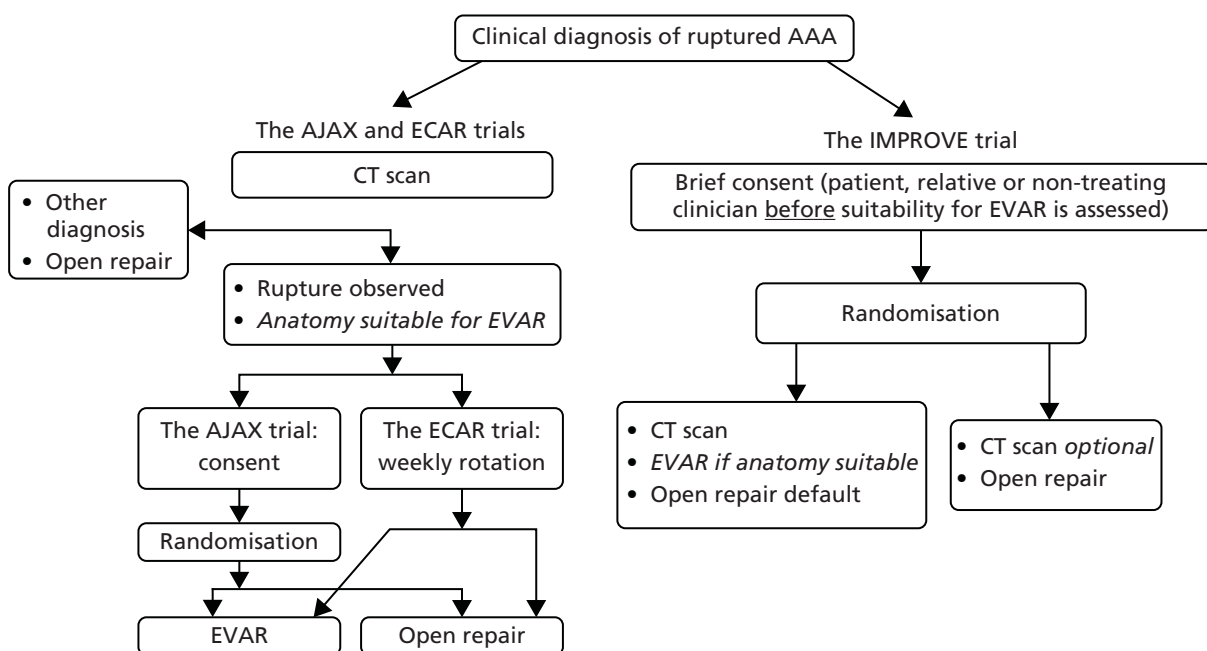 Clinical diagnosis of ruptured AAA
The AJAX and ECAR trials
CT scan
• Other
diagnosis
• Open repair
• Rupture observed
• Anatomy suitable for EVAR
The AJAX trial:
consent
The ECAR trial:
weekly rotation
Randomisation
EVAR
Open repair
The IMPROVE trial
Brief consent (patient, relative or non-treating
clinician before suitability for EVAR is assessed)
Randomisation
• CT scan
• EVAR if anatomy suitable
• Open repair default
• CT scan optional
• Open repair